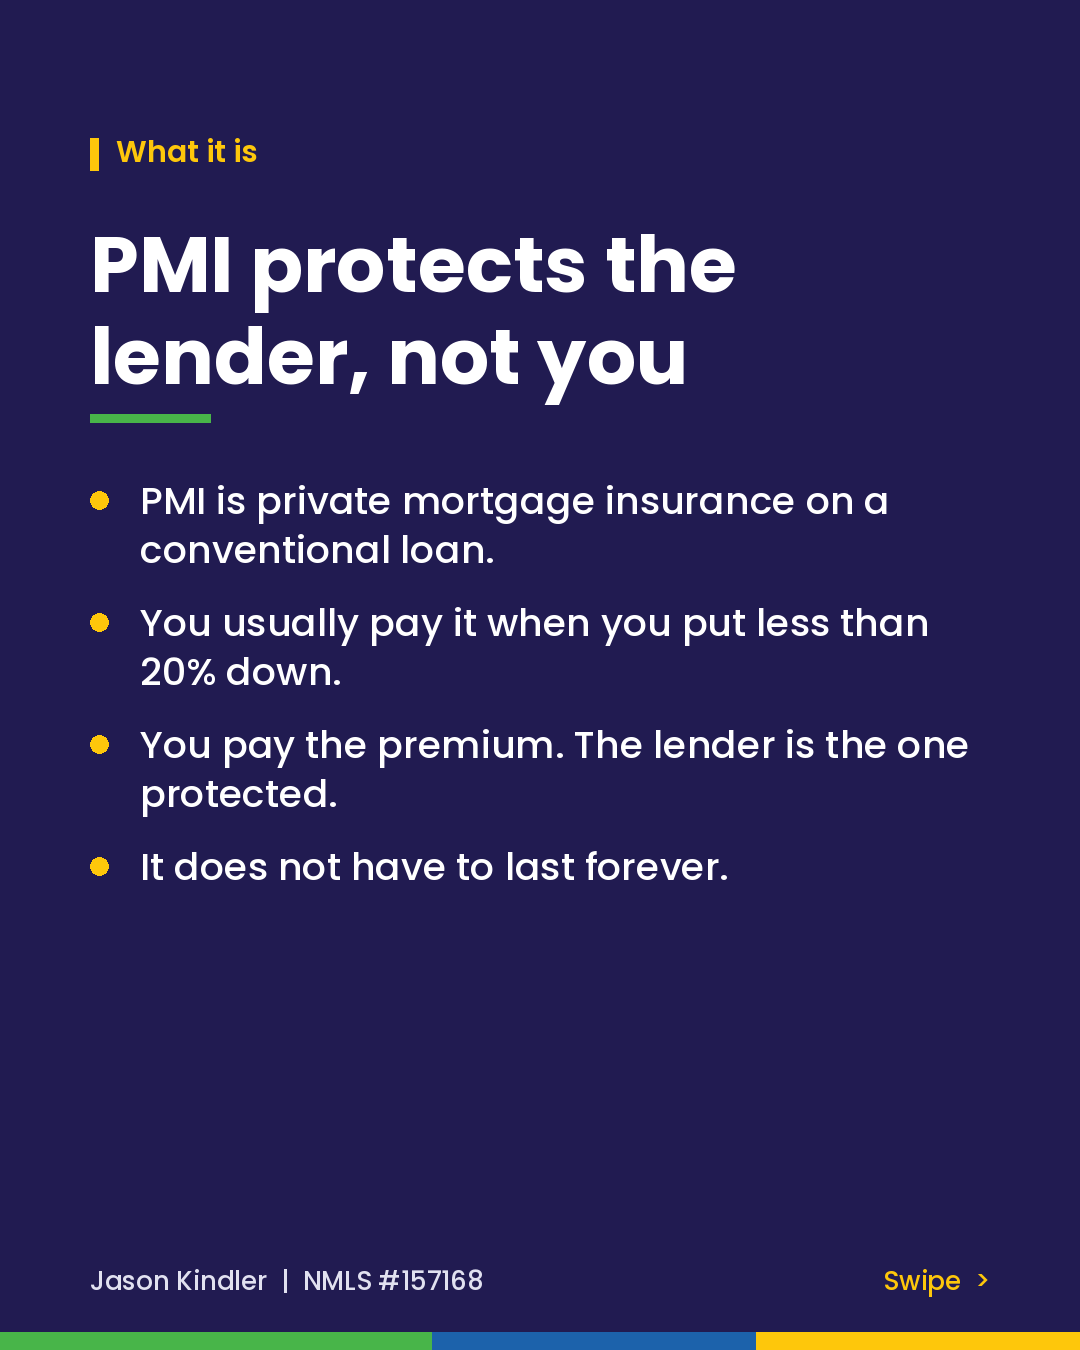 What it is
PMI protects the
lender, not you
PMI is private mortgage insurance on a
conventional loan.
You usually pay it when you put less than
20% down.
You pay the premium. The lender is the one
protected.
It does not have to last forever.
Jason Kindler | NMLS #157168
Swipe >